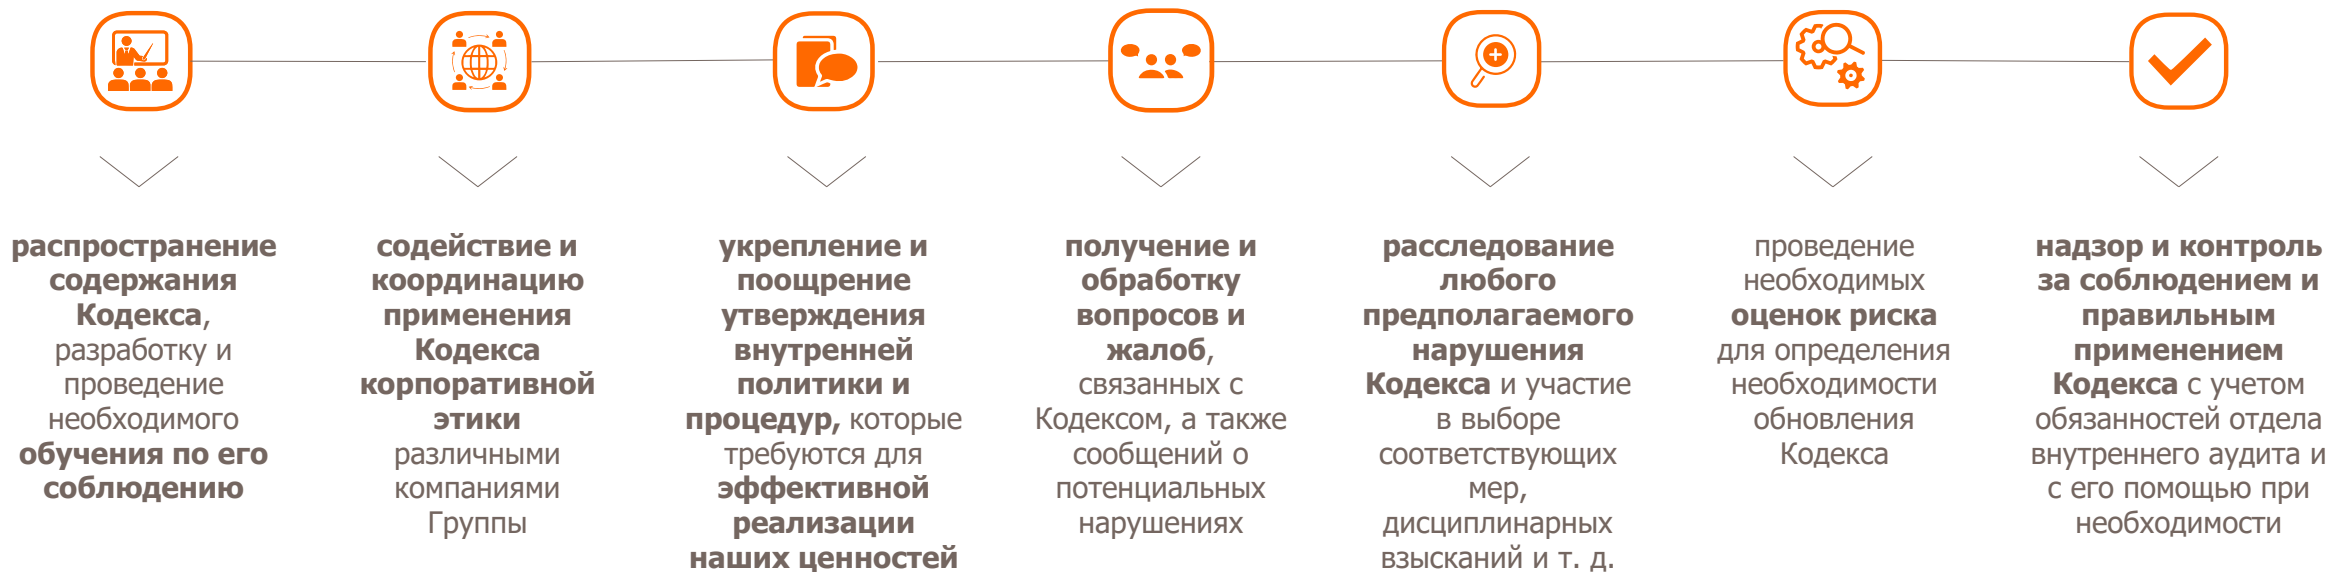 распространение
содержания
Кодекса,
разработку и
проведение
необходимого
обучения по его
соблюдению
содействие и
координацию
применения
Кодекса
корпоративной
этики
различными
компаниями
Группы
укрепление и
поощрение
утверждения
внутренней
политики и
процедур, которые
требуются для
эффективной
реализации
наших ценностей
получение и
обработку
вопросов и
жалоб,
связанных с
Кодексом, а также
сообщений о
потенциальных
нарушениях
расследование
любого
предполагаемого
нарушения
Кодекса и участие
в выборе
соответствующих
мер,
дисциплинарных
взысканий и т. д.
проведение
необходимых
оценок риска
для определения
необходимости
обновления
Кодекса
надзор и контроль
за соблюдением и
правильным
применением
Кодекса с учетом
обязанностей отдела
внутреннего аудита и
с его помощью при
необходимости